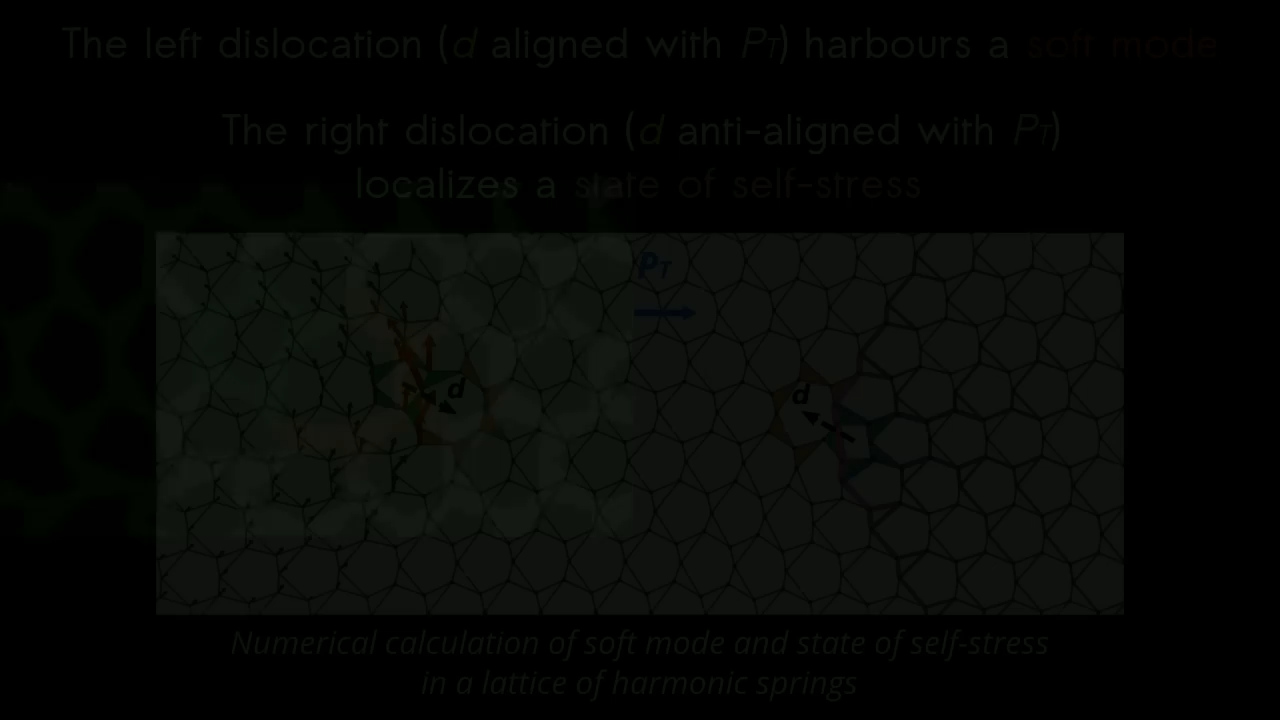 The left dislocation (d aligned with PT) harbours a soft mode
The right dislocation (d anti-aligned with PT)
localizes a state of self-stress
PT
d
d
Numerical calculation of soft mode and state of self-stress
in a lattice of harmonic springs